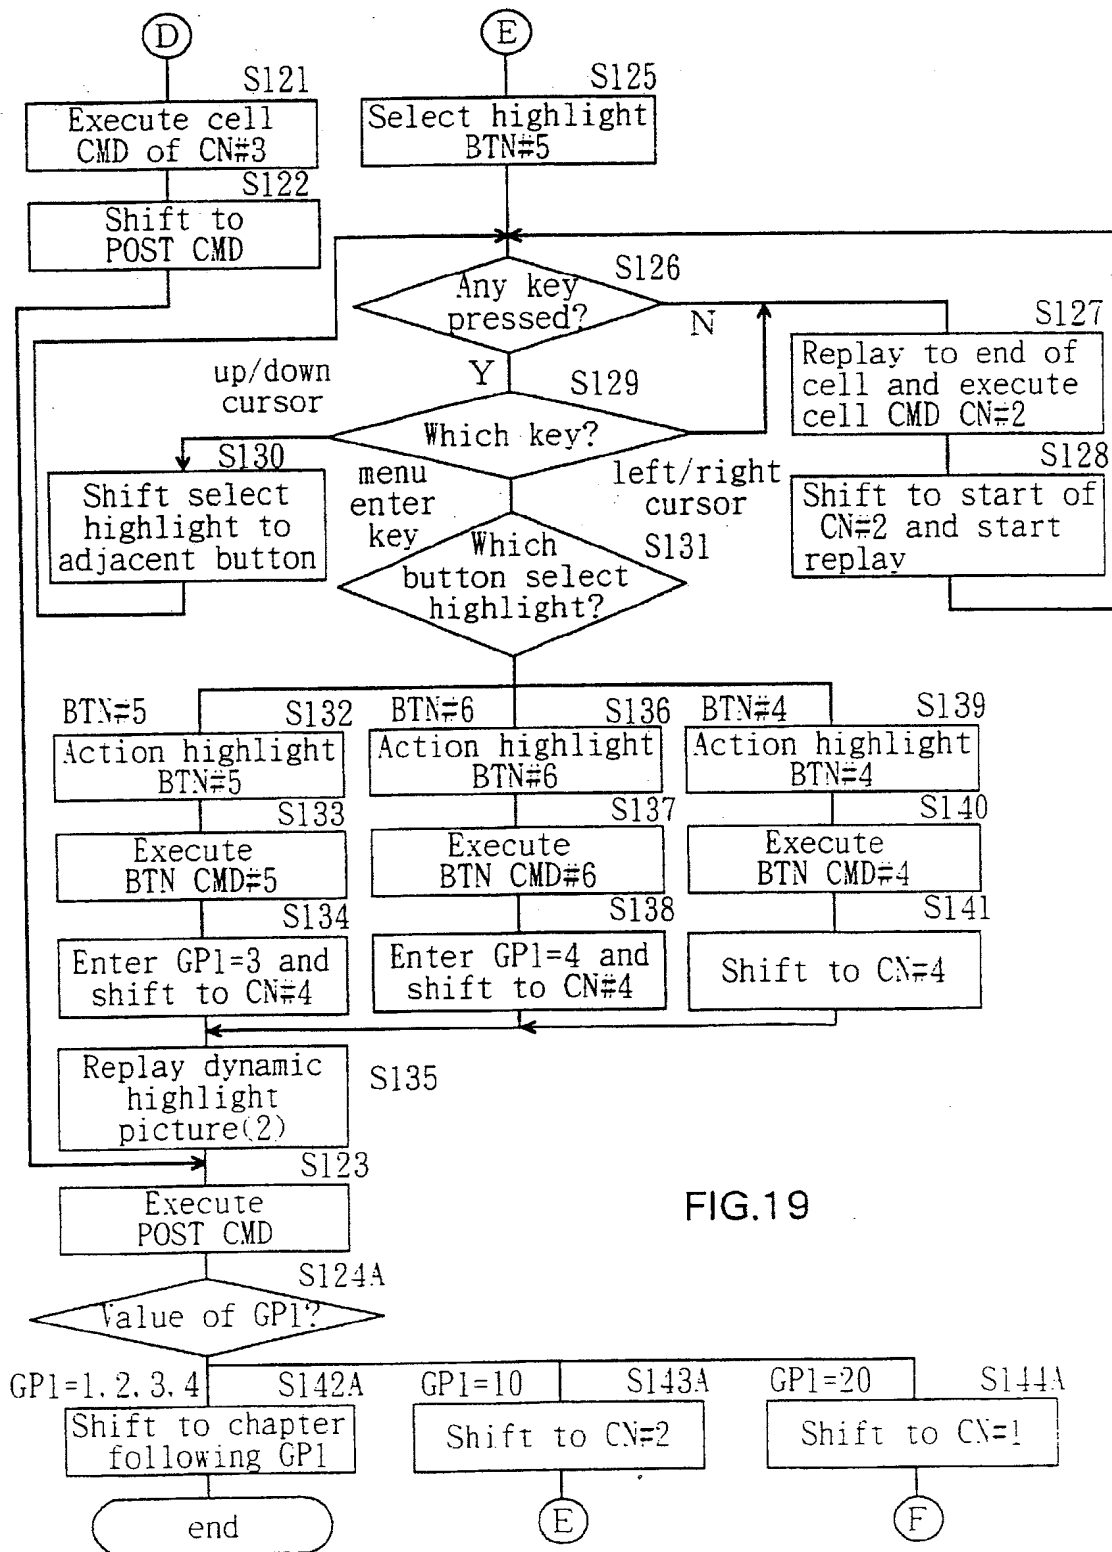 D
E
S121
Execute cell
CMD of CN#3
S125
Select highlight
BTN#5
S122
Shift to
POST CMD
S126
Any key
pressed?
N
Y
S127
Replay to end of
cell and execute
cell CMD CN#2
up/down
cursor
S129
Which key?
S130
Shift select
highlight to
adjacent button
menu
enter
key
left/right
cursor
S128
Shift to start of
CN#2 and start
replay
S131
Which
button select
highlight?
BTN#5
S132
Action highlight
BTN#5
BTN#6
S136
Action highlight
BTN#6
BTN#4
S139
Action highlight
BTN#4
S133
Execute
BTN CMD#5
S137
Execute
BTN CMD#6
S140
Execute
BTN CMD#4
S134
Enter GP1=3 and
shift to CN#4
S138
Enter GP1=4 and
shift to CN#4
S141
Shift to CN#4
Replay dynamic
highlight
picture(2)
S135
S123
Execute
POST CMD
FIG.19
S124A
Value of GP1?
GP1=1,2,3,4
S142A
Shift to chapter
following GP1
GP1=10
S143A
Shift to CN#2
GP1=20
S144A
Shift to CN#1
end
E
F